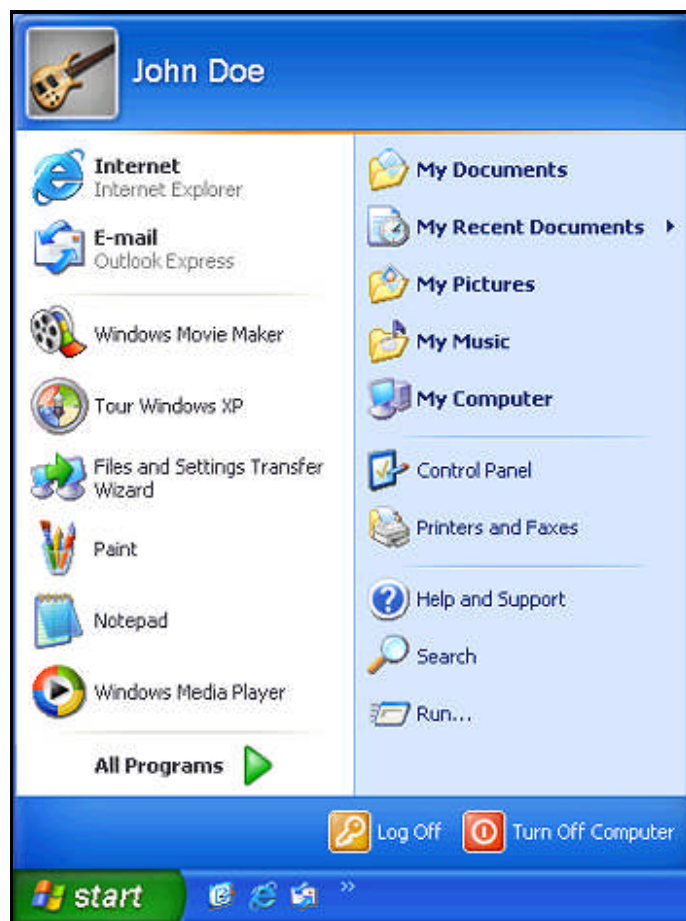 John Doe
Internet
Internet Explorer
E-mail
Outlook Express
Windows Movie Maker
Tour Windows XP
Files and Settings Transfer
Wizard
Paint
Notepad
Windows Media Player
All Programs
My Documents
My Recent Documents
My Pictures
My Music
My Computer
Control Panel
Printers and Faxes
Help and Support
Search
Run...
Log Off
Turn Off Computer
start